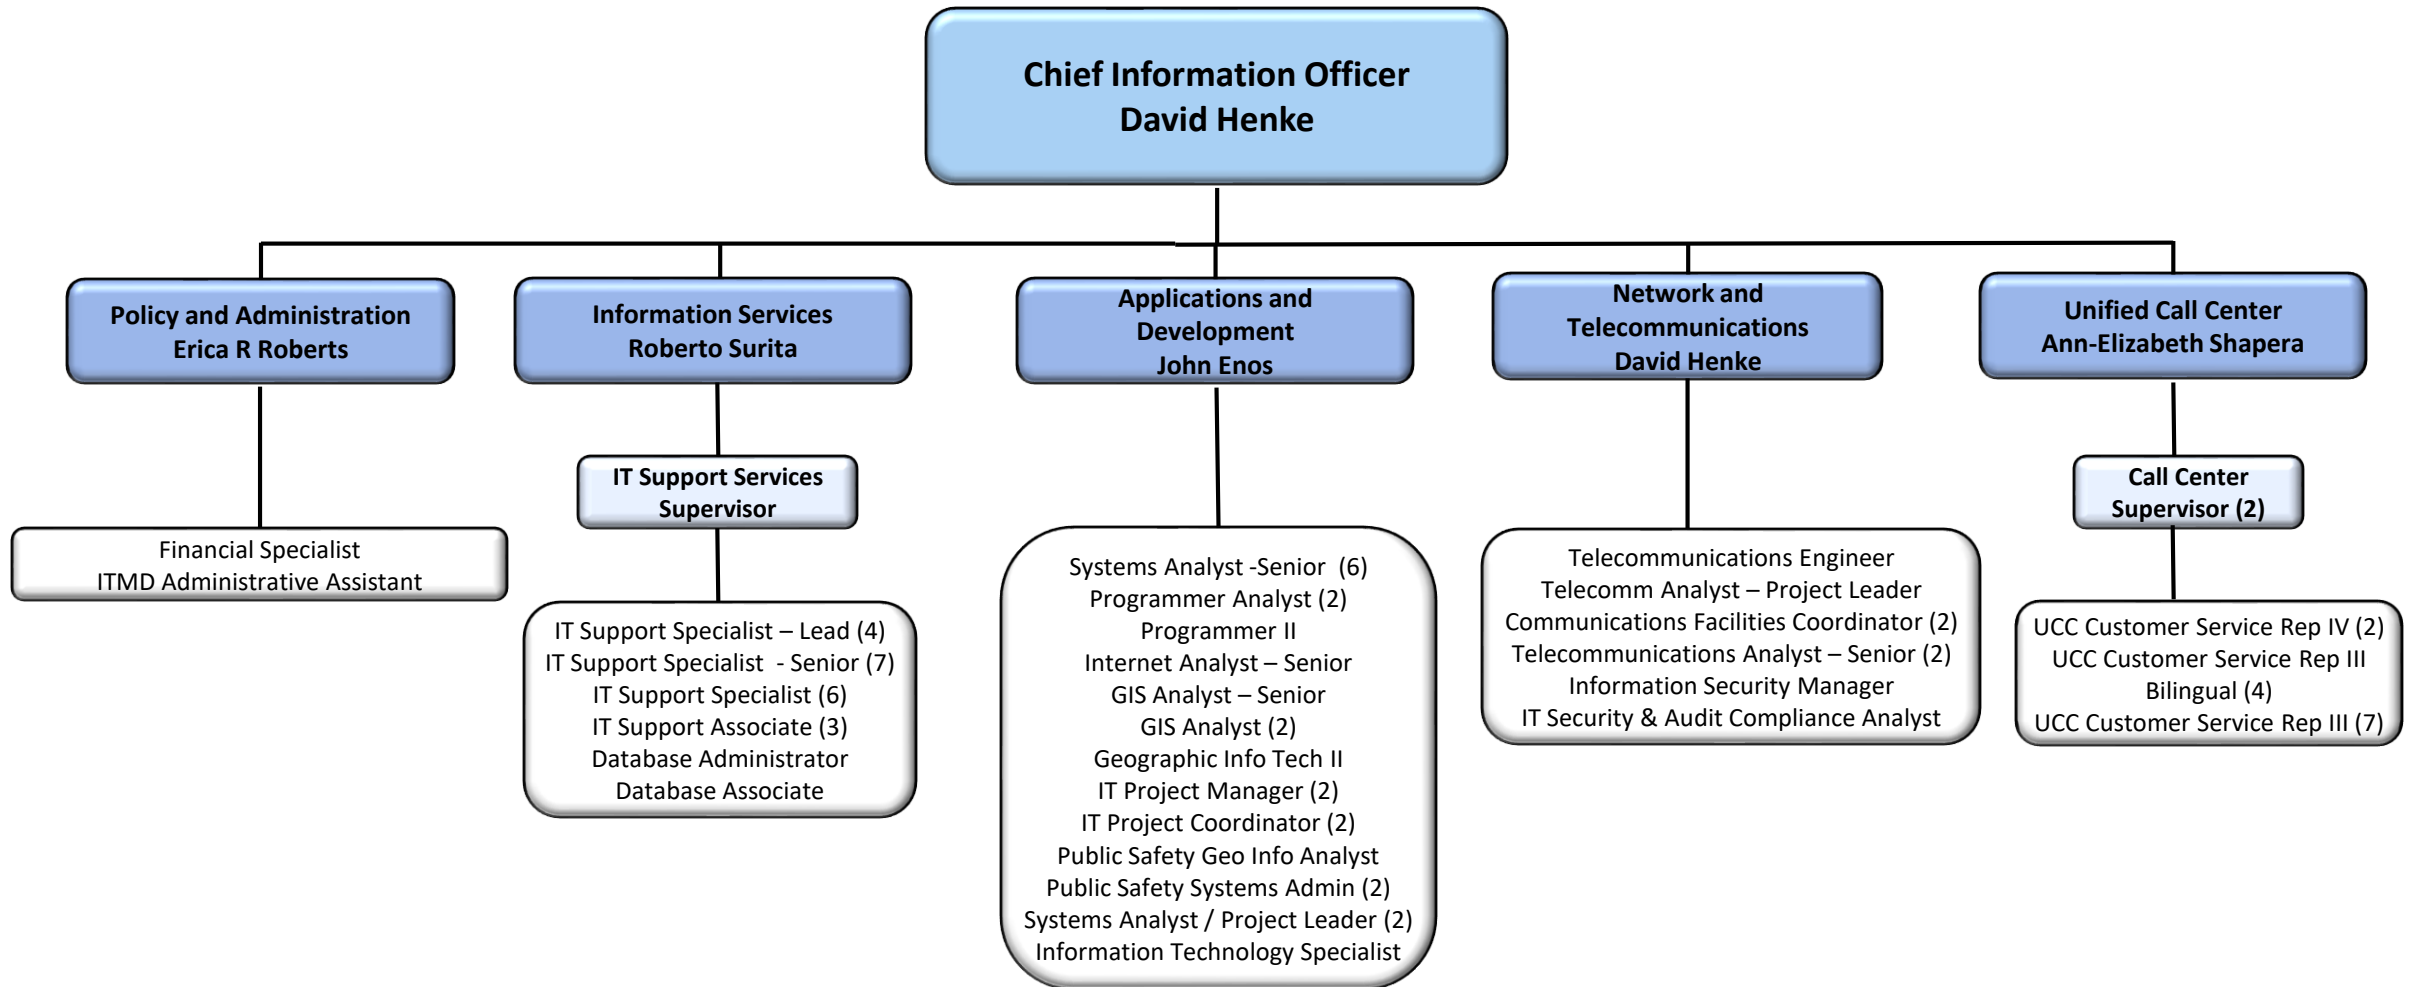 Chief Information Officer
David Henke
Policy and Administration
Erica R Roberts
Information Services
Roberto Surita
Applications and
Development
John Enos
Network and
Telecommunications
David Henke
Unified Call Center
Ann-Elizabeth Shapera
IT Support Services
Supervisor
Call Center
Supervisor (2)
Financial Specialist
ITMD Administrative Assistant
IT Support Specialist – Lead (4)
IT Support Specialist  - Senior (7)
IT Support Specialist (6)
IT Support Associate (3)
Database Administrator
Database Associate
Systems Analyst -Senior  (6)
Programmer Analyst (2)
Programmer II
Internet Analyst – Senior
GIS Analyst – Senior
GIS Analyst (2)
Geographic Info Tech II
IT Project Manager (2)
IT Project Coordinator (2)
Public Safety Geo Info Analyst
Public Safety Systems Admin (2)
Systems Analyst / Project Leader (2)
Information Technology Specialist
Telecommunications Engineer
Telecomm Analyst – Project Leader
Communications Facilities Coordinator (2)
Telecommunications Analyst – Senior (2)
Information Security Manager
IT Security & Audit Compliance Analyst
UCC Customer Service Rep IV (2)
UCC Customer Service Rep III
Bilingual (4)
UCC Customer Service Rep III (7)